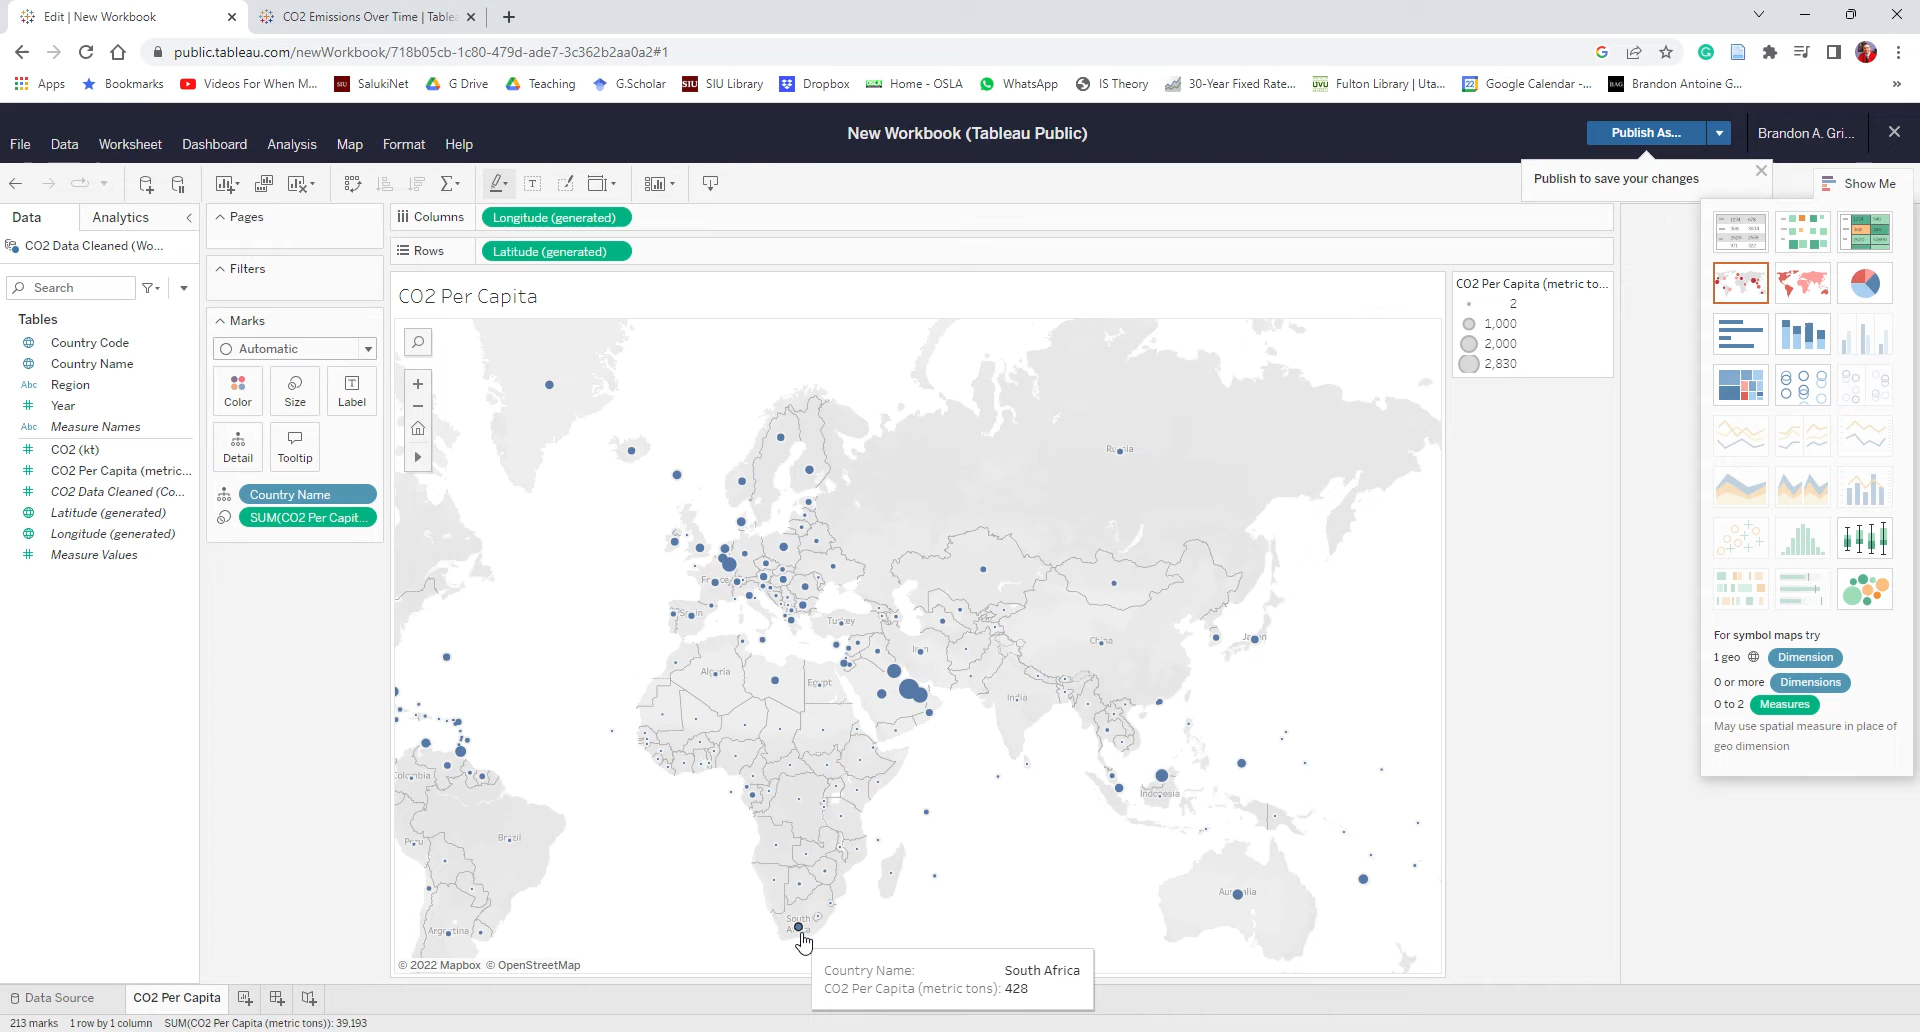 Edit | New Workbook
CO2 Emissions Over Time | Table
public.tableau.com/newWorkbook/718b05cb-1c80-479d-ade7-3c362b2aa0a2#1
Apps
Bookmarks
Videos For When M...
SIU
SalukiNet
G Drive
Teaching
G.Scholar
SIU
SIU Library
Dropbox
Home - OSLA
WhatsApp
IS Theory
30-Year Fixed Rate...
UVU
Fulton Library | Uta...
22
Google Calendar -...
BAG
Brandon Antoine G...
»
New Workbook (Tableau Public)
Publish As...
Brandon A. Gri...
File
Data
Worksheet
Dashboard
Analysis
Map
Format
Help
Publish to save your changes
Show Me
Data
Analytics
Pages
Columns
Longitude (generated)
CO2 Data Cleaned (Wo...
Rows
Latitude (generated)
Filters
Search
Tables
Country Code
Country Name
Abc Region
Year
Abc Measure Names
CO2 (kt)
CO2 Per Capita (metric...
CO2 Data Cleaned (Co...
Latitude (generated)
Longitude (generated)
Measure Values
Marks
Automatic
Color
Size
Label
Detail
Tooltip
Country Name
SUM(CO2 Per Capit...
CO2 Per Capita
Russia
France
Spain
Turkey
Iran
China
Japan
Algeria
Egypt
India
Colombia
Indonesia
Brazil
Peru
Australia
South
Africa
Argentina
© 2022 Mapbox © OpenStreetMap
Country Name: South Africa
CO2 Per Capita (metric tons): 428
CO2 Per Capita (metric to...
2
1,000
2,000
2,830
For symbol maps try
1 geo Dimension
0 or more Dimensions
0 to 2 Measures
May use spatial measure in place of
geo dimension
Data Source
CO2 Per Capita
213 marks 1 row by 1 column SUM(CO2 Per Capita (metric tons)): 39,193